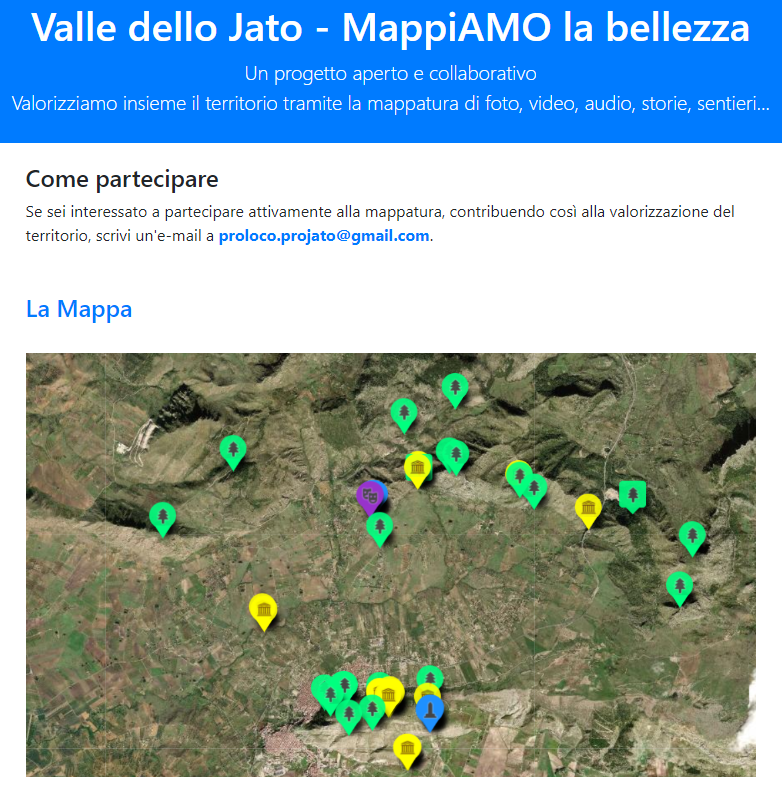 Valle dello Jato - MappiAMO la bellezza
Un progetto aperto e collaborativo
Valorizziamo insieme il territorio tramite la mappatura di foto, video, audio, storie, sentieri...
Come partecipare
Se sei interessato a partecipare attivamente alla mappatura, contribuendo così alla valorizzazione del
territorio, scrivi un'e-mail a proloco.projato@gmail.com.
La Mappa